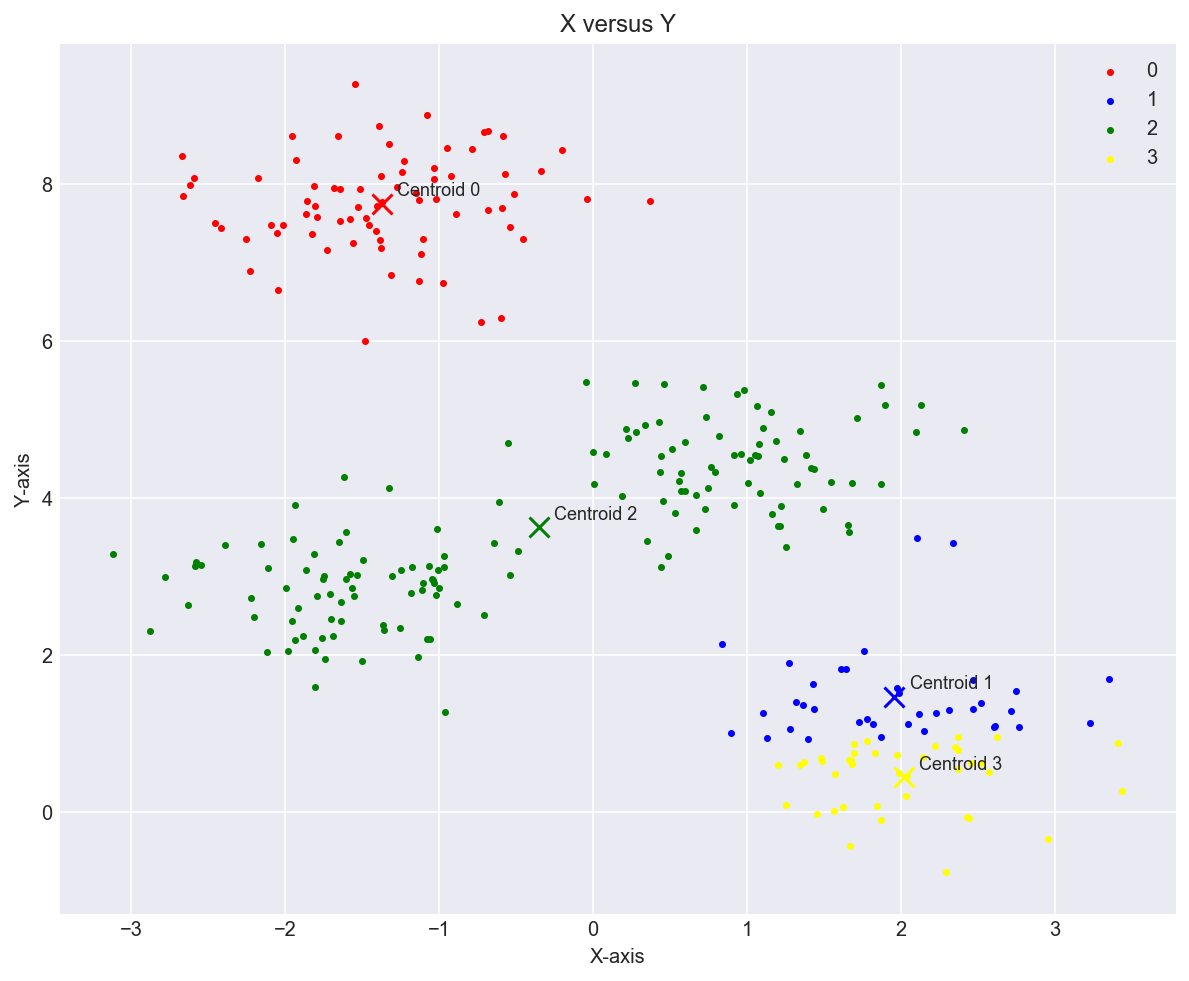 X versus Y
0
1
2
3
Centroid 0
Centroid 2
Centroid 1
Centroid 3
8
6
4
2
0
Y-axis
−3
−2
−1
0
1
2
3
X-axis